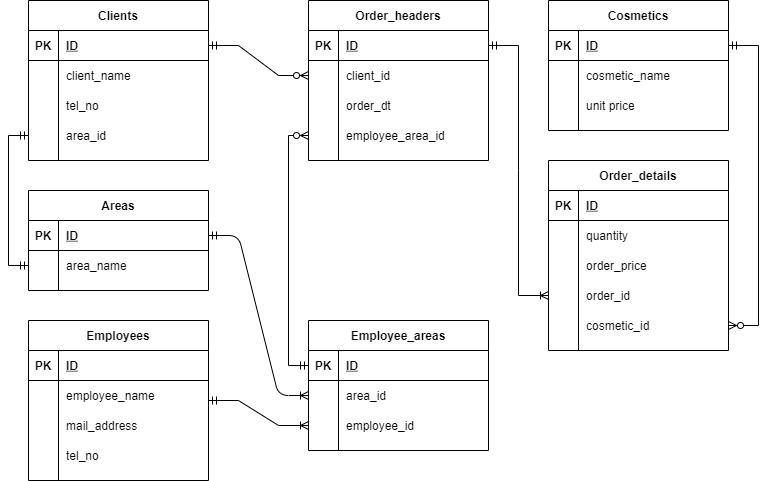 Clients
PK ID
client_name
tel_no
area_id
Order_headers
PK ID
client_id
order_dt
employee_area_id
Cosmetics
PK ID
cosmetic_name
unit price
Areas
PK ID
area_name
Order_details
PK ID
quantity
order_price
order_id
cosmetic_id
Employees
PK ID
employee_name
mail_address
tel_no
Employee_areas
PK ID
area_id
employee_id